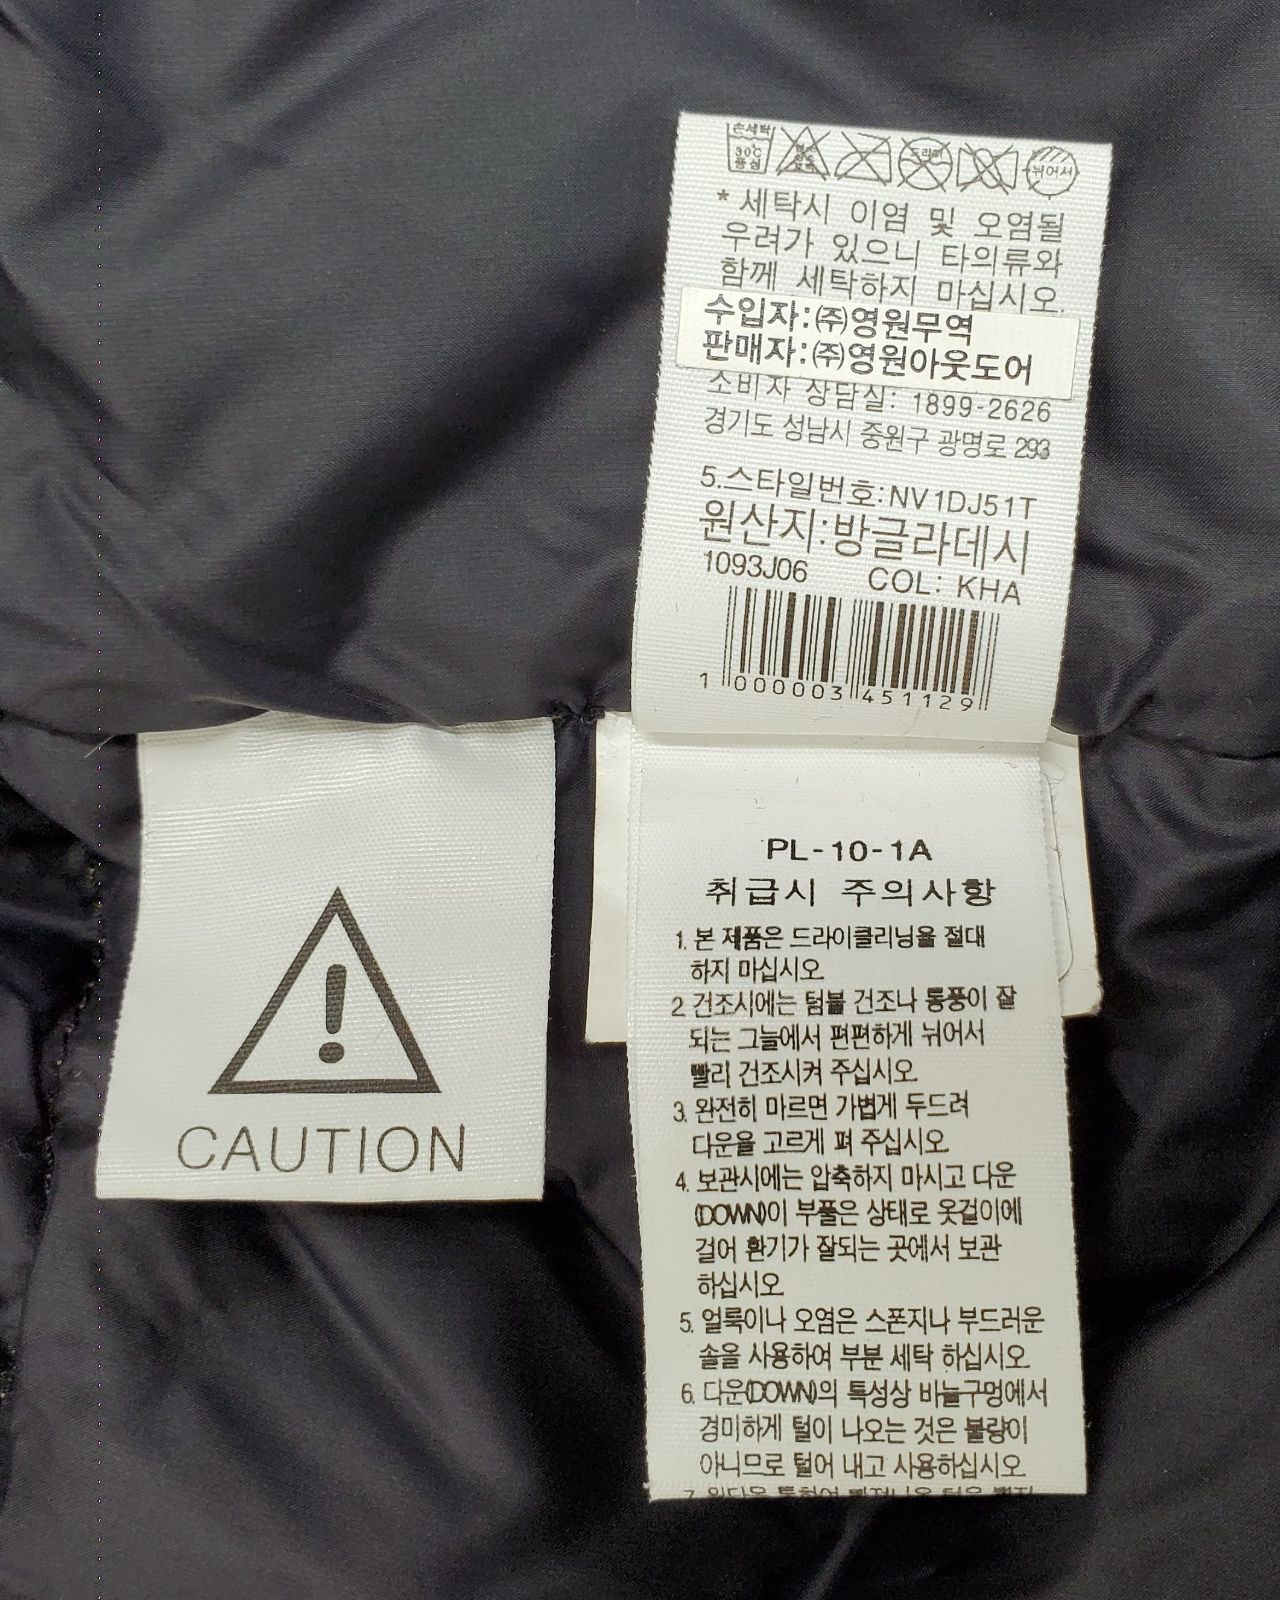 손세탁
30℃
중성
드라이
뉘어서
* 세탁시 이염 및 오염될
우려가 있으니 타의류와
함께 세탁하지 마십시오.
수입자:㈜영원무역
판매자:㈜영원아웃도어
소비자 상담실: 1899-2626
경기도 성남시 중원구 광명로 293
5.스타일번호:NV1DJ51T
원산지:방글라데시
1093J06 COL: KHA
1 000003 451129
CAUTION
PL-10-1A
취급시 주의사항
1. 본 제품은 드라이클리닝을 절대
하지 마십시오
2. 건조시에는 텀블 건조나 통풍이 잘
되는 그늘에서 편편하게 뉘어서
빨리 건조시켜 주십시오
3. 완전히 마르면 가볍게 두드려
다운을 고르게 펴 주십시오
4. 보관시에는 압축하지 마시고 다운
(DOWN)이 부풀은 상태로 옷걸이에
걸어 환기가 잘되는 곳에서 보관
하십시오
5. 얼룩이나 오염은 스폰지나 부드러운
솔을 사용하여 부분 세탁 하십시오
6. 다운(DOWN)의 특성상 바늘구멍에서
경미하게 털이 나오는 것은 불량이
아니므로 털어 내고 사용하십시오